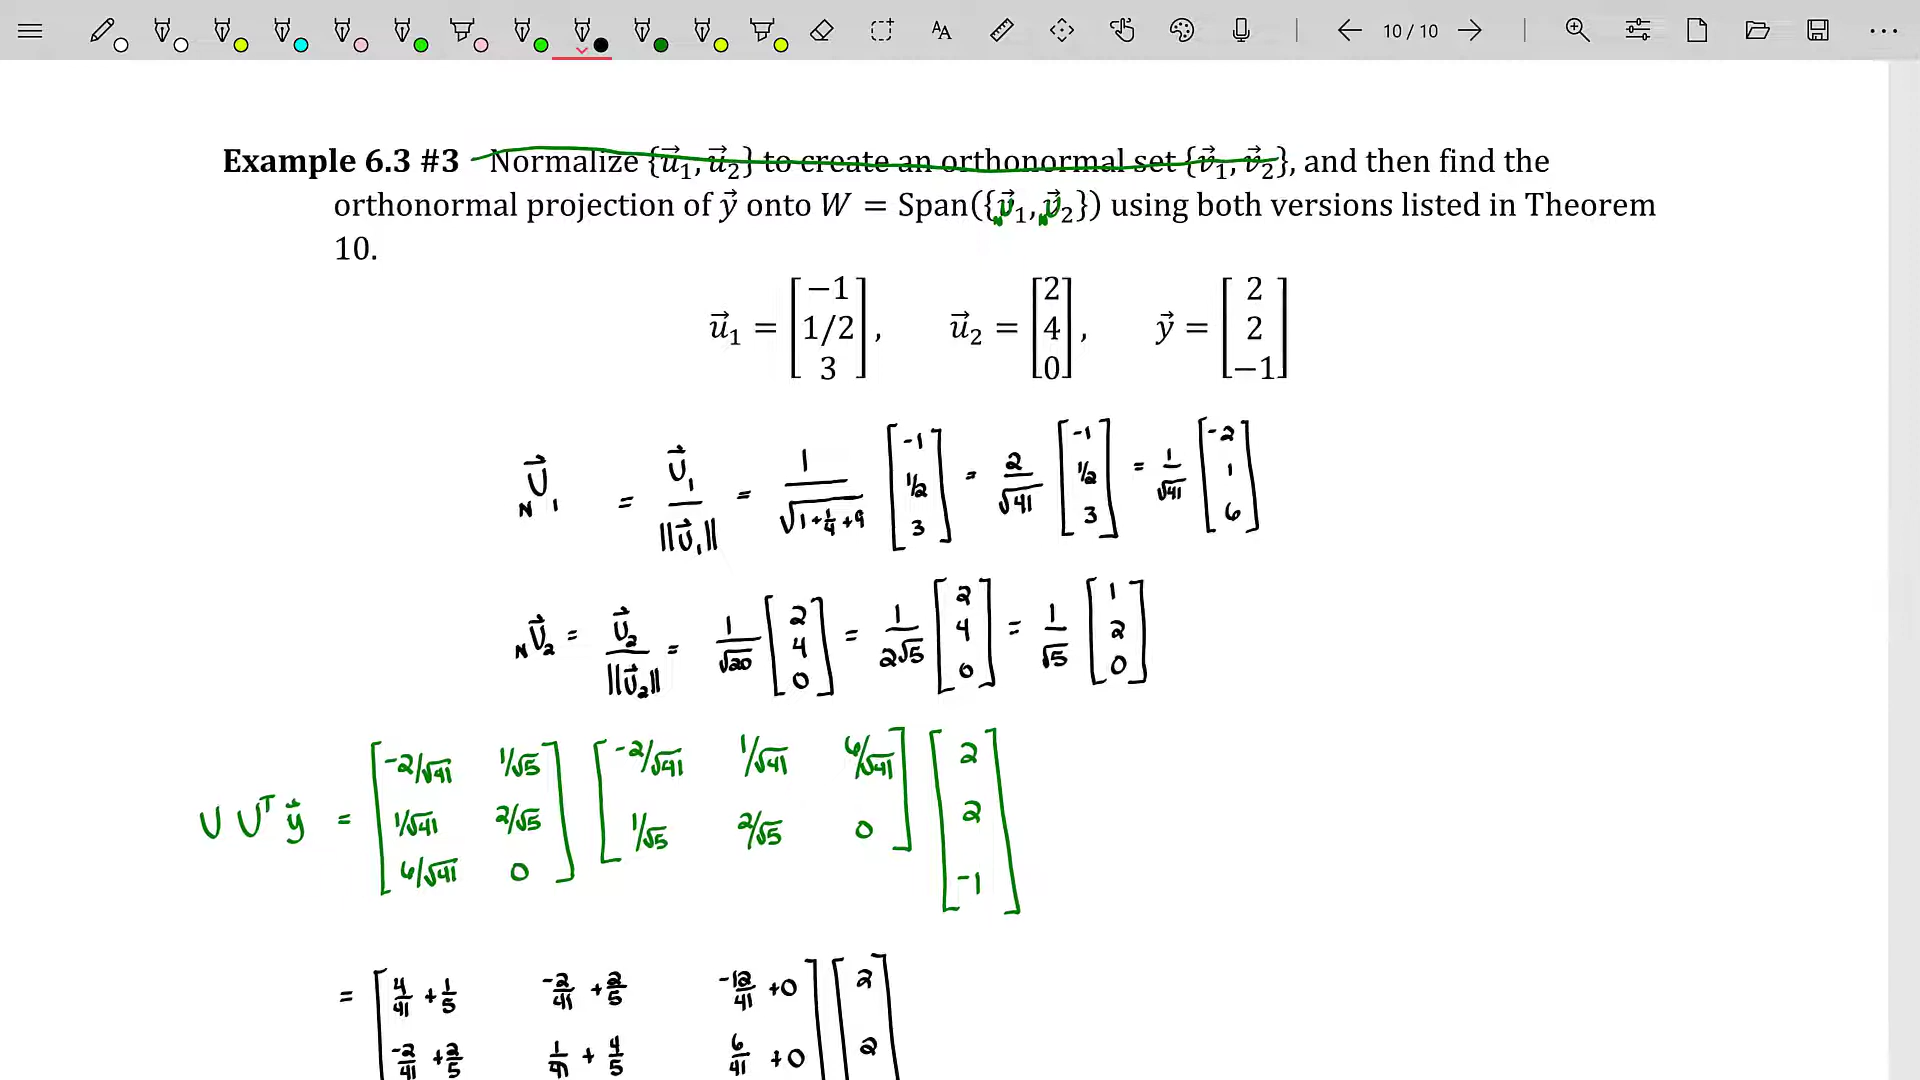 10 / 10
Example 6.3 #3 Normalize {u⃗₁, u⃗₂} to create an orthonormal set {v⃗₁, v⃗₂}, and then find the
orthonormal projection of y⃗ onto W = Span({ₙu⃗₁, ₙu⃗₂}) using both versions listed in Theorem
10.
u⃗₁ = [−1 1/2 3], u⃗₂ = [2 4 0], y⃗ = [2 2 −1]
ₙU⃗₁ = U⃗₁/||U⃗₁|| = 1/√(1+1/4+9) [-1 1/2 3] = 2/√41 [-1 1/2 3] = 1/√41 [-2 1 6]
ₙU⃗₂ = U⃗₂/||U⃗₂|| = 1/√20 [2 4 0] = 1/2√5 [2 4 0] = 1/√5 [1 2 0]
U Uᵀ y⃗ = [-2/√41 1/√5 1/√41 2/√5 6/√41 0] [-2/√41 1/√41 6/√41 1/√5 2/√5 0] [2 2 -1]
= [4/41 + 1/5 -2/41 + 2/5 -12/41 + 0] [2
-2/41 + 2/5 1/41 + 4/5 6/41 + 0 2